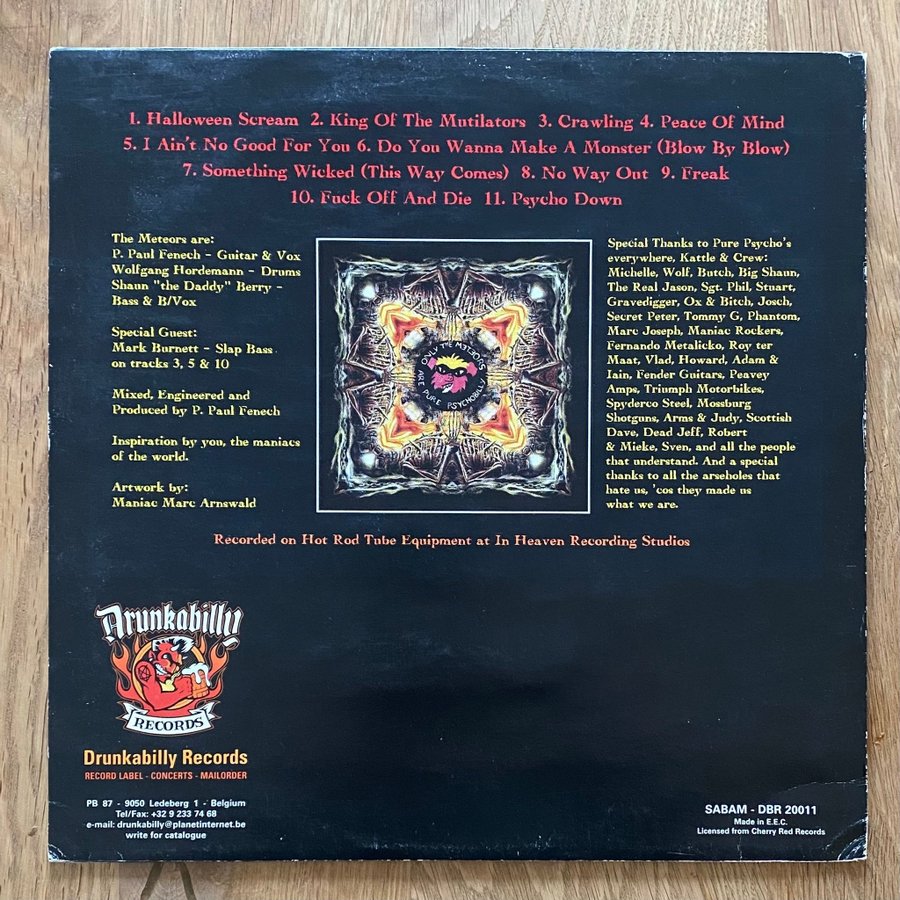 1. Halloween Scream 2. King Of The Mutilators 3. Crawling 4. Peace Of Mind
5. I Ain't No Good For You 6. Do You Wanna Make A Monster (Blow By Blow)
7. Something Wicked (This Way Comes) 8. No Way Out 9. Freak
10. Fuck Off And Die 11. Psycho Down
The Meteors are:
P. Paul Fenech - Guitar & Vox
Wolfgang Hordemann - Drums
Shaun "the Daddy" Berry -
Bass & B/Vox
Special Guest:
Mark Burnett - Slap Bass
on tracks 3, 5 & 10
Mixed, Engineered and
Produced by P. Paul Fenech
Inspiration by you, the maniacs
of the world.
Artwork by:
Maniac Marc Arnswald
ONLY THE METEORS
ARE PURE PSYCHOBILLY
Special Thanks to Pure Psycho's
everywhere, Kattle & Crew:
Michelle, Wolf, Butch, Big Shaun,
The Real Jason, Sgt. Phil, Stuart,
Gravedigger, Ox & Bitch, Josch,
Secret Peter, Tommy G, Phantom,
Marc Joseph, Maniac Rockers,
Fernando Metalicko, Roy ter
Maat, Vlad, Howard, Adam &
Iain, Fender Guitars, Peavey
Amps, Triumph Motorbikes,
Spyderco Steel, Mossburg
Shotguns, Arms & Judy, Scottish
Dave, Dead Jeff, Robert
& Mieke, Sven, and all the people
that understand. And a special
thanks to all the arseholes that
hate us, 'cos they made us
what we are.
Recorded on Hot Rod Tube Equipment at In Heaven Recording Studios
Drunkabilly
RECORDS
Drunkabilly Records
RECORD LABEL - CONCERTS - MAILORDER
PB 87 - 9050 Ledeberg 1 - Belgium
Tel/Fax: +32 9 233 74 68
e-mail: drunkabilly@planetinternet.be
write for catalogue
SABAM - DBR 20011
Made in E.E.C.
Licensed from Cherry Red Records